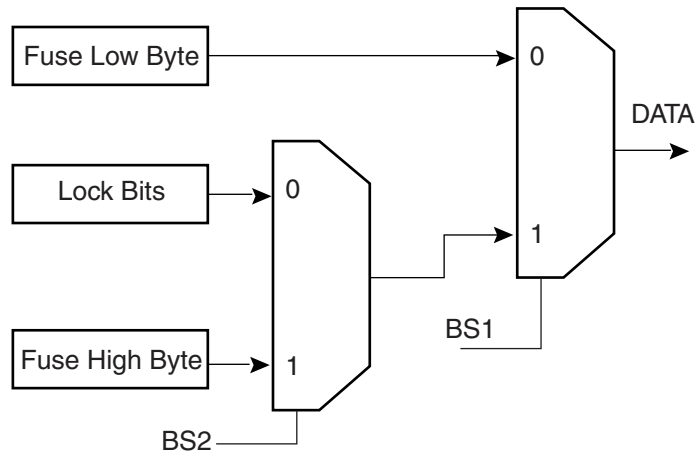 Fuse Low Byte
0
DATA
Lock Bits
0
1
BS1
Fuse High Byte
1
BS2